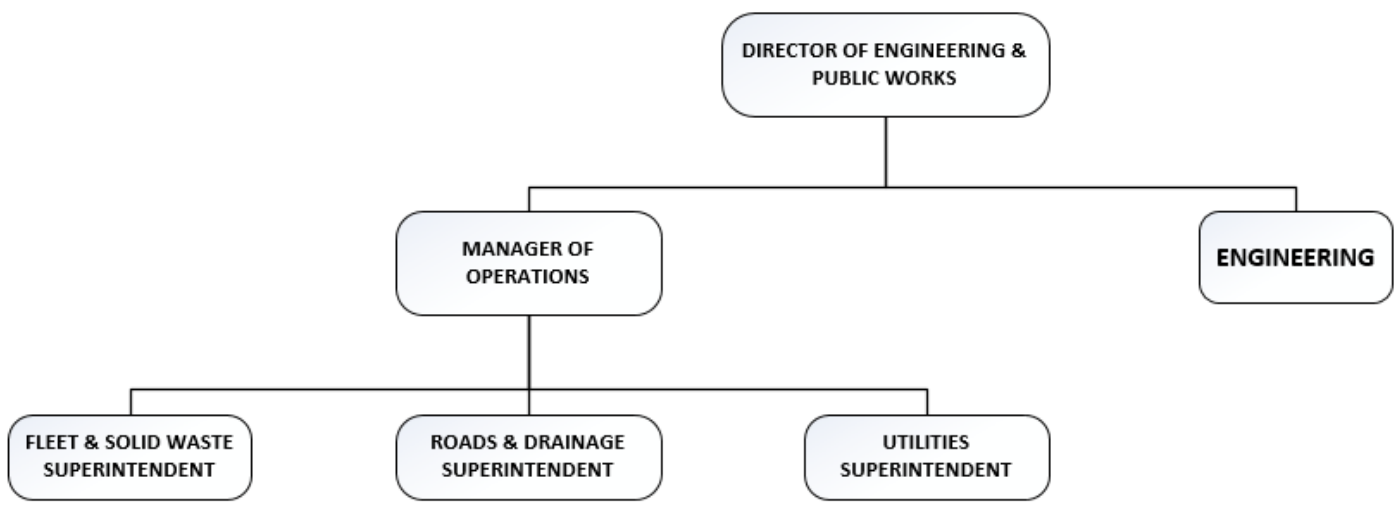 DIRECTOR OF ENGINEERING &
PUBLIC WORKS
MANAGER OF
OPERATIONS
ENGINEERING
FLEET & SOLID WASTE
SUPERINTENDENT
ROADS & DRAINAGE
SUPERINTENDENT
UTILITIES
SUPERINTENDENT